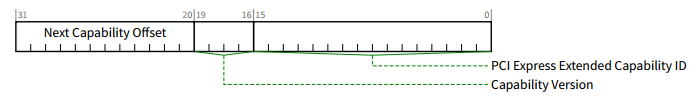 31 20 19 16 15 0
Next Capability Offset
PCI Express Extended Capability ID
Capability Version